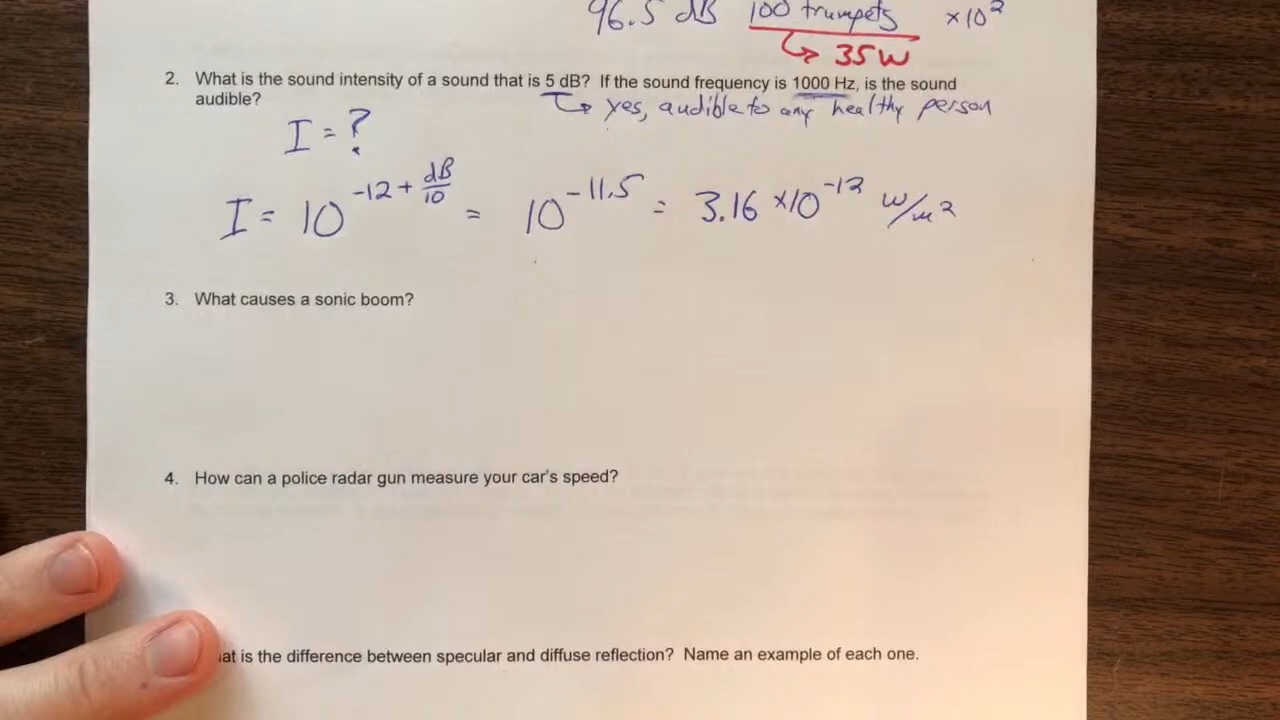 96.5 dB 100 trumpets ×10²
↳ 35W
2. What is the sound intensity of a sound that is 5 dB? If the sound frequency is 1000 Hz, is the sound
audible?
↳ yes, audible to any healthy person
I = ?
I = 10^(-12 + dB/10) = 10^(-11.5) = 3.16 ×10^(-12) W/m²
3. What causes a sonic boom?
4. How can a police radar gun measure your car's speed?
at is the difference between specular and diffuse reflection? Name an example of each one.